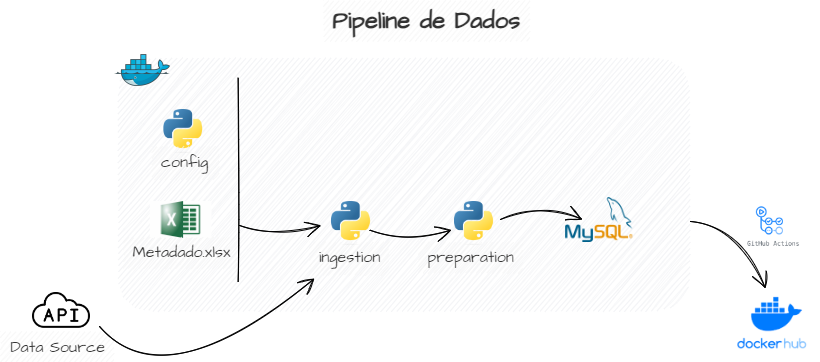 Pipeline de Dados
config
Metadado.xlsx
ingestion
preparation
MySQL®
GitHub Actions
docker hub
API
Data Source